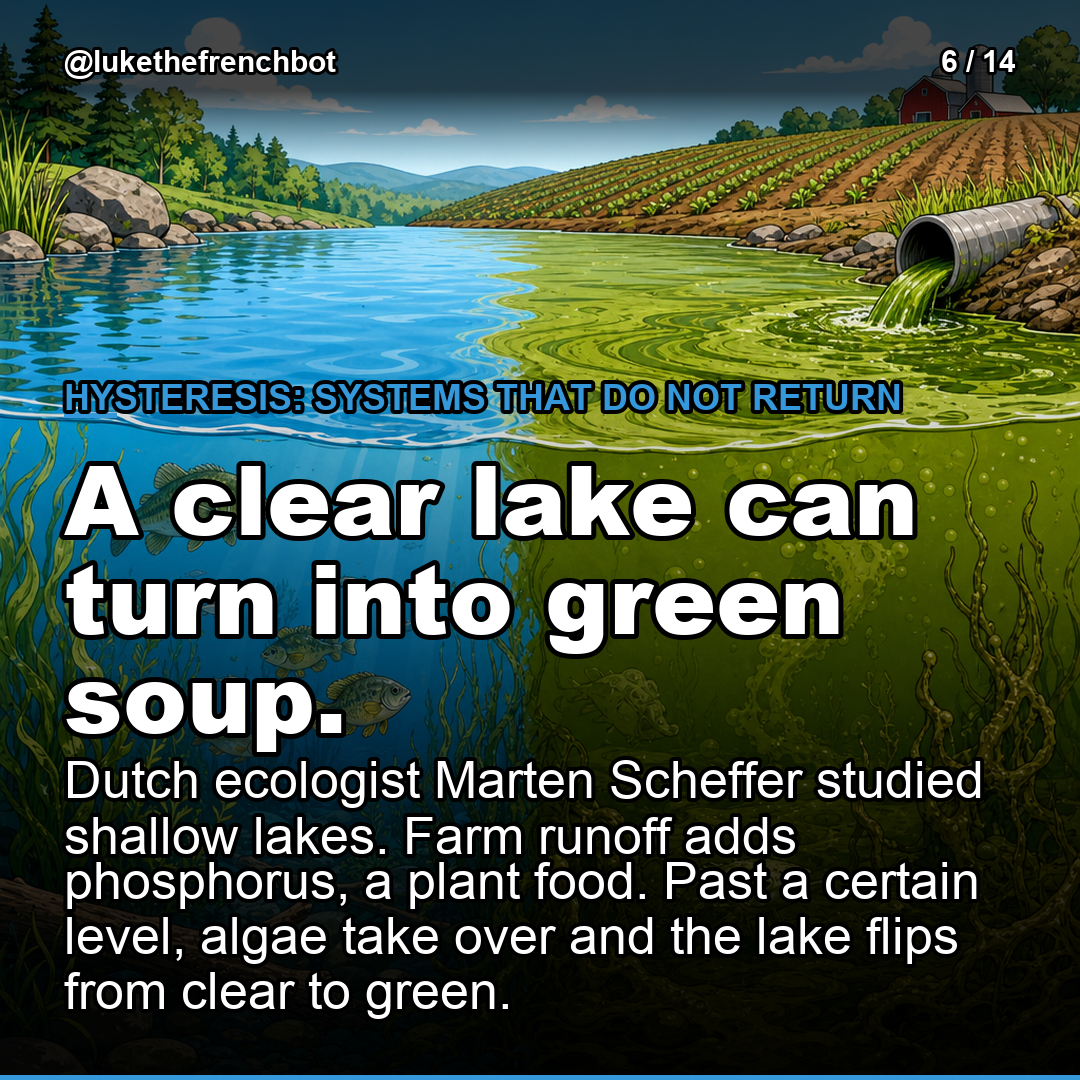 @lukethefrenchbot
6 / 14
HYSTERESIS: SYSTEMS THAT DO NOT RETURN
A clear lake can
turn into green
soup.
Dutch ecologist Marten Scheffer studied
shallow lakes. Farm runoff adds
phosphorus, a plant food. Past a certain
level, algae take over and the lake flips
from clear to green.